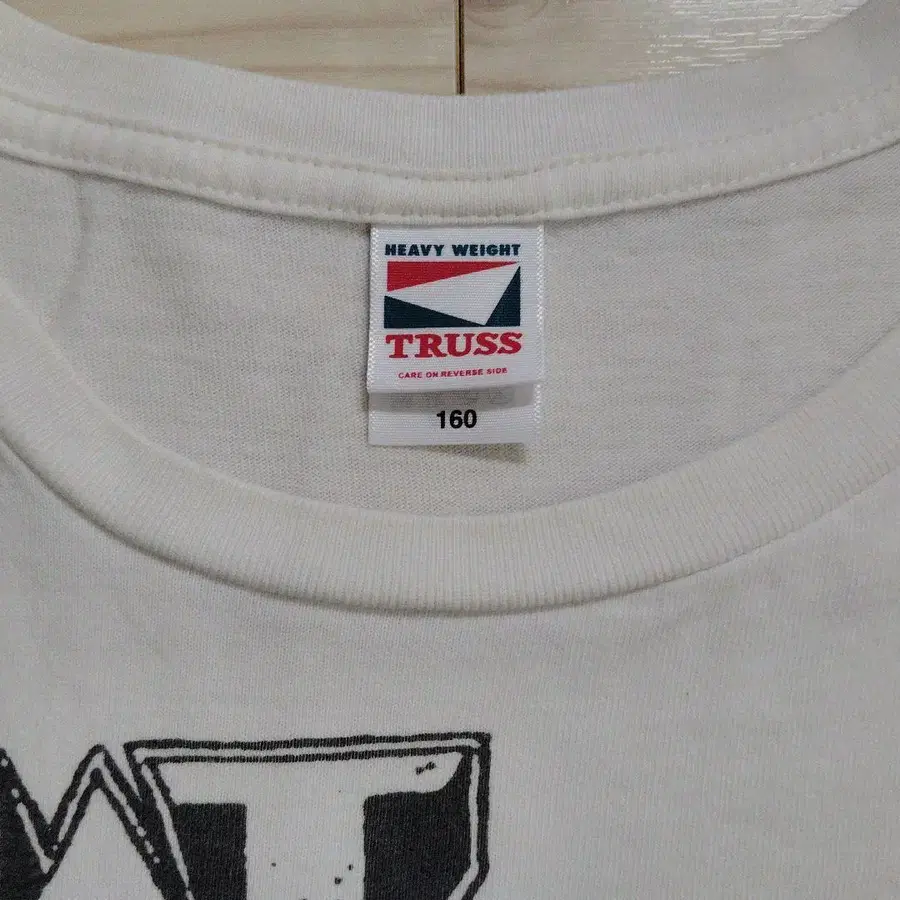 HEAVY WEIGHT
TRUSS
CARE ON REVERSE SIDE
160